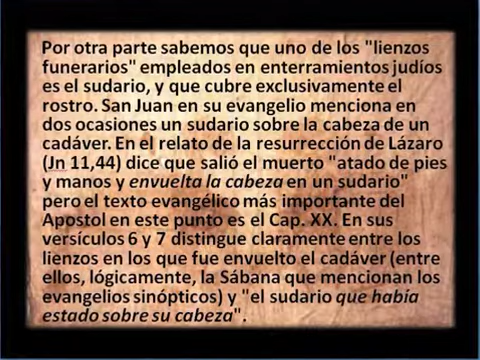 Por otra parte sabemos que uno de los "lienzos
funerarios" empleados en enterramientos judíos
es el sudario, y que cubre exclusivamente el
rostro. San Juan en su evangelio menciona en
dos ocasiones un sudario sobre la cabeza de un
cadáver. En el relato de la resurrección de Lázaro
(Jn 11,44) dice que salió el muerto "atado de pies
y manos y envuelta la cabeza en un sudario"
pero el texto evangélico más importante del
Apostol en este punto es el Cap. XX. En sus
versículos 6 y 7 distingue claramente entre los
lienzos en los que fue envuelto el cadáver (entre
ellos, lógicamente, la Sábana que mencionan los
evangelios sinópticos) y "el sudario que había
estado sobre su cabeza".